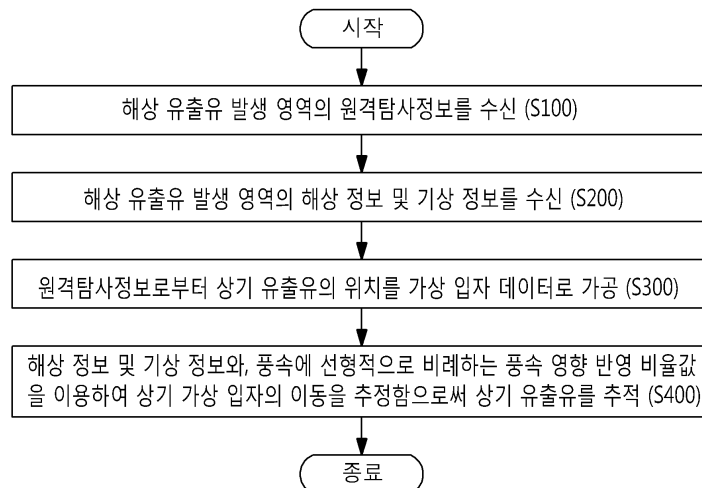 시작
해상 유출유 발생 영역의 원격탐사정보를 수신 (S100)
해상 유출유 발생 영역의 해상 정보 및 기상 정보를 수신 (S200)
원격탐사정보로부터 상기 유출유의 위치를 가상 입자 데이터로 가공 (S300)
해상 정보 및 기상 정보와, 풍속에 선형적으로 비례하는 풍속 영향 반영 비율값
을 이용하여 상기 가상 입자의 이동을 추정함으로써 상기 유출유를 추적 (S400)
종료